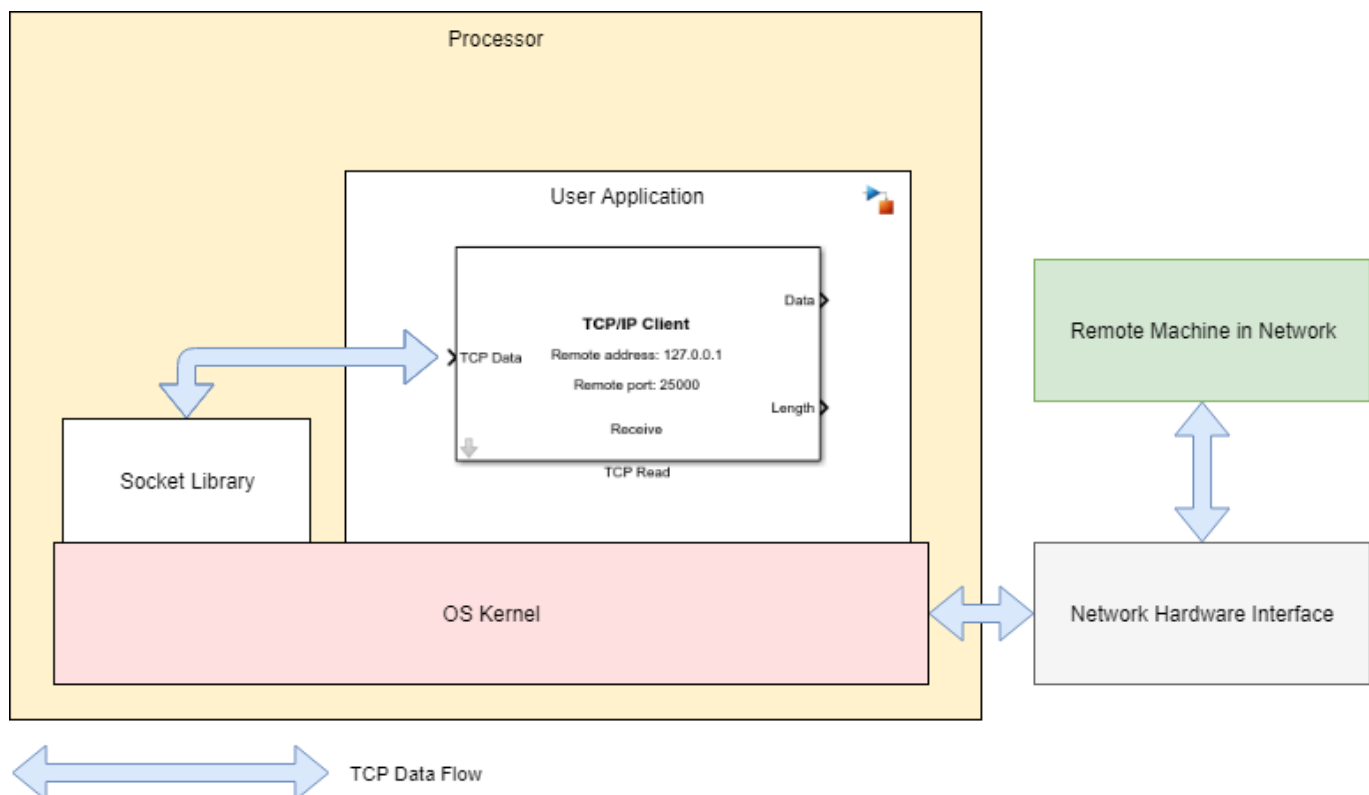 Processor
User Application
Data
TCP/IP Client
Remote address: 127.0.0.1
TCP Data
Remote port: 25000
Length
Receive
TCP Read
Remote Machine in Network
Socket Library
OS Kernel
Network Hardware Interface
TCP Data Flow